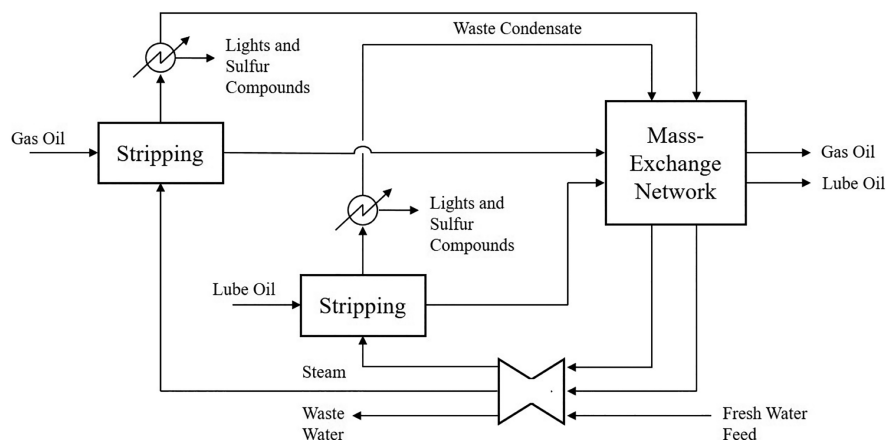 Waste Condensate
Lights and
Sulfur
Compounds
Gas Oil
Stripping
Mass-
Exchange
Network
Gas Oil
Lube Oil
Lights and
Sulfur
Compounds
Lube Oil
Stripping
Steam
Waste
Water
Fresh Water
Feed